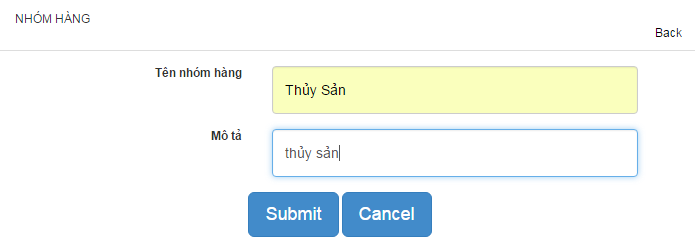 NHÓM HÀNG
Back
Tên nhóm hàng
Thủy Sản
Mô tả
thủy sản
Submit Cancel